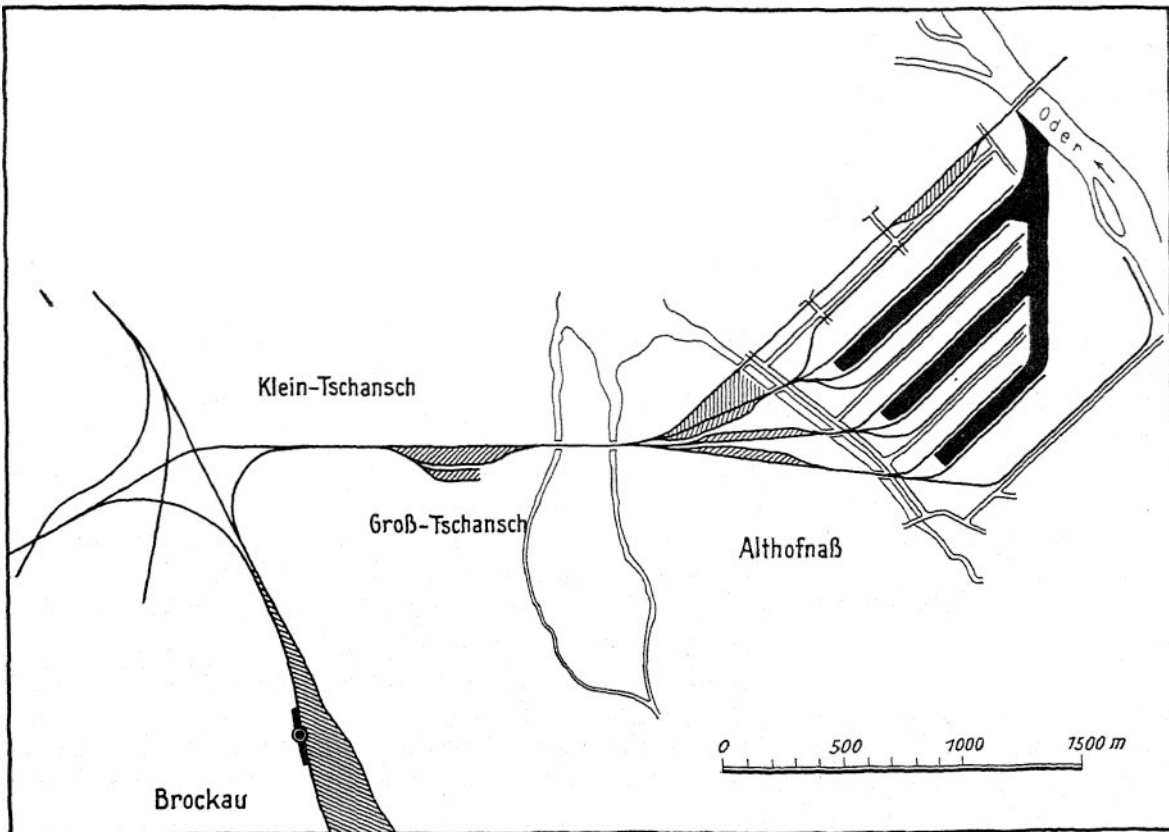 Oder
Klein-Tschansch
Groß-Tschansch
Althofnaß
0 500 1000 1500 m
Brockau